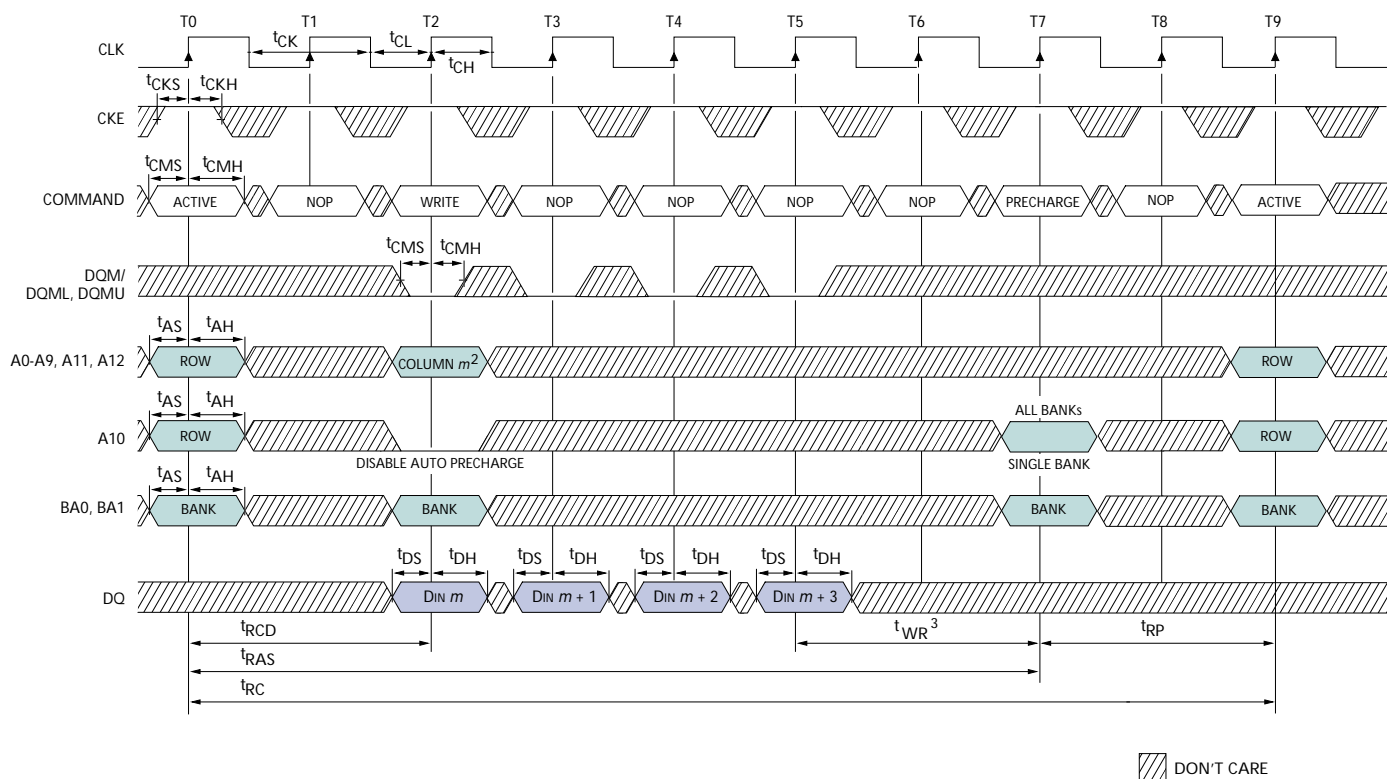 T0 T1 T2 T3 T4 T5 T6 T7 T8 T9
CLK
tCK tCL
tCH
tCKS tCKH
CKE
tCMS tCMH
COMMAND ACTIVE NOP WRITE NOP NOP NOP NOP PRECHARGE NOP ACTIVE
tCMS tCMH
DQM/
DQML, DQMU
tAS tAH
A0-A9, A11, A12 ROW COLUMN m2 ROW
tAS tAH
ALL BANKs
A10 ROW ROW
DISABLE AUTO PRECHARGE SINGLE BANK
tAS tAH
BA0, BA1 BANK BANK BANK BANK
tDS tDH tDS tDH tDS tDH tDS tDH
DQ DIN m DIN m + 1 DIN m + 2 DIN m + 3
tRCD tWR3 tRP
tRAS
tRC
DON'T CARE